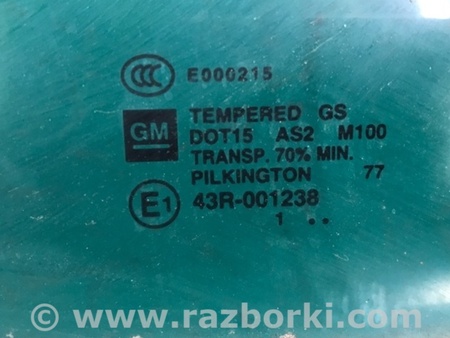 CCC E000215
GM TEMPERED GS
DOT15 AS2 M100
TRANSP. 70% MIN.
PILKINGTON 77
E1 43R-001238
1 ..
© www.razborki.com